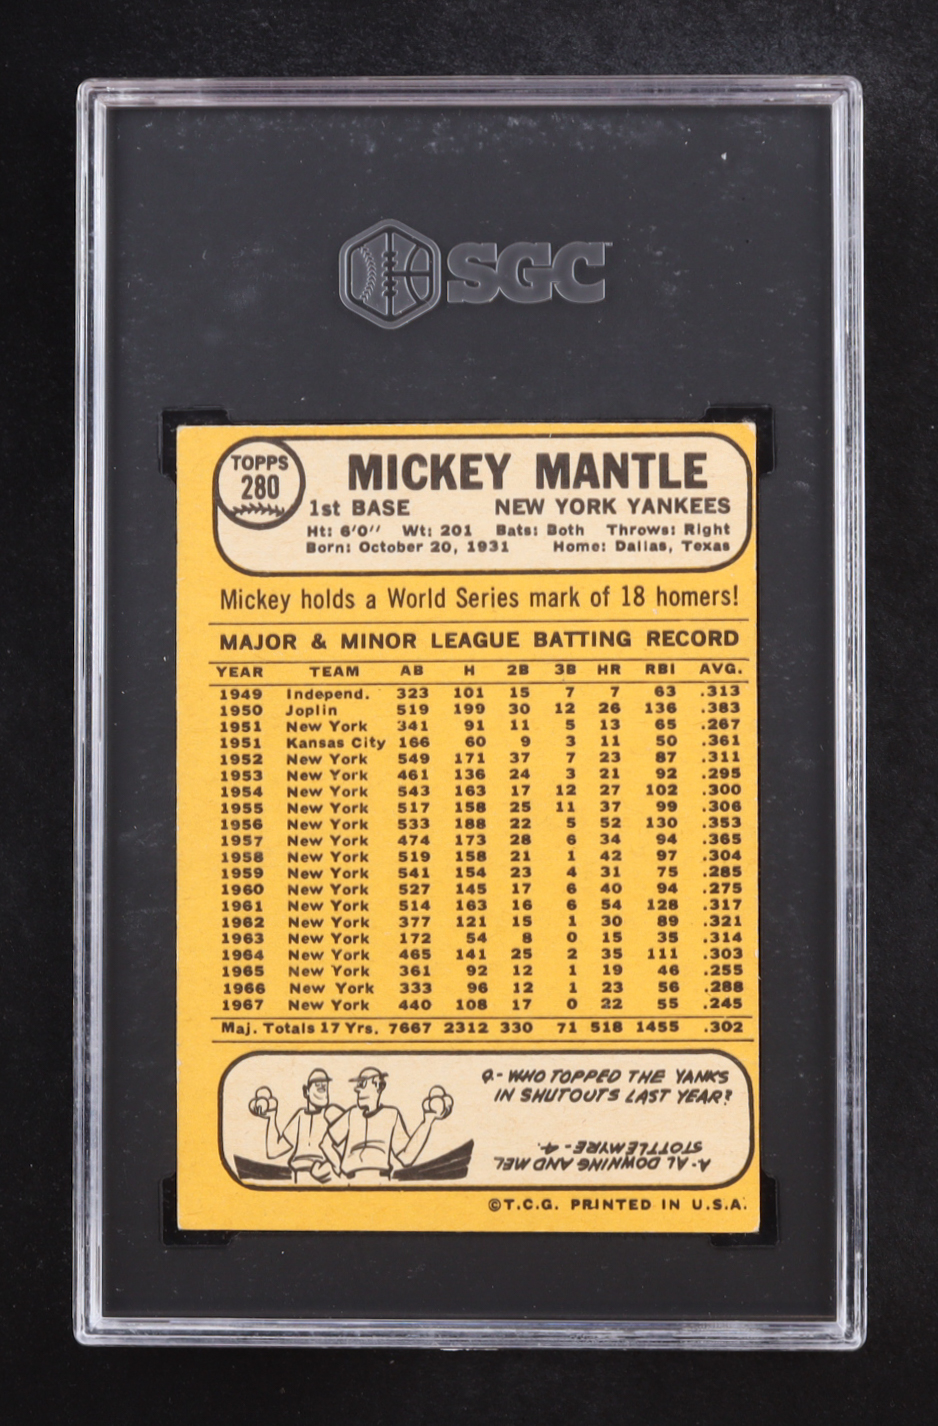 SGC
TOPPS
280
MICKEY MANTLE
1st BASE NEW YORK YANKEES
Ht: 6'0" Wt: 201 Bats: Both Throws: Right
Born: October 20, 1931 Home: Dallas, Texas
Mickey holds a World Series mark of 18 homers!
MAJOR & MINOR LEAGUE BATTING RECORD
YEAR TEAM AB H 2B 3B HR RBI AVG.
1949 Independ. 323 101 15 7 7 63 .313
1950 Joplin 519 199 30 12 26 136 .383
1951 New York 341 91 11 5 13 65 .267
1951 Kansas City 166 60 9 3 11 50 .361
1952 New York 549 171 37 7 23 87 .311
1953 New York 461 136 24 3 21 92 .295
1954 New York 543 163 17 12 27 102 .300
1955 New York 517 158 25 11 37 99 .306
1956 New York 533 188 22 5 52 130 .353
1957 New York 474 173 28 6 34 94 .365
1958 New York 519 158 21 1 42 97 .304
1959 New York 541 154 23 4 31 75 .285
1960 New York 527 145 17 6 40 94 .275
1961 New York 514 163 16 6 54 128 .317
1962 New York 377 121 15 1 30 89 .321
1963 New York 172 54 8 0 15 35 .314
1964 New York 465 141 25 2 35 111 .303
1965 New York 361 92 12 1 19 46 .255
1966 New York 333 96 12 1 23 56 .288
1967 New York 440 108 17 0 22 55 .245
Maj. Totals 17 Yrs. 7667 2312 330 71 518 1455 .302
Q.- WHO TOPPED THE YANKS
IN SHUTOUTS LAST YEAR?
A.- AL DOWNING AND MEL
STOTTLEMYRE - 4.
©T.C.G. PRINTED IN U.S.A.